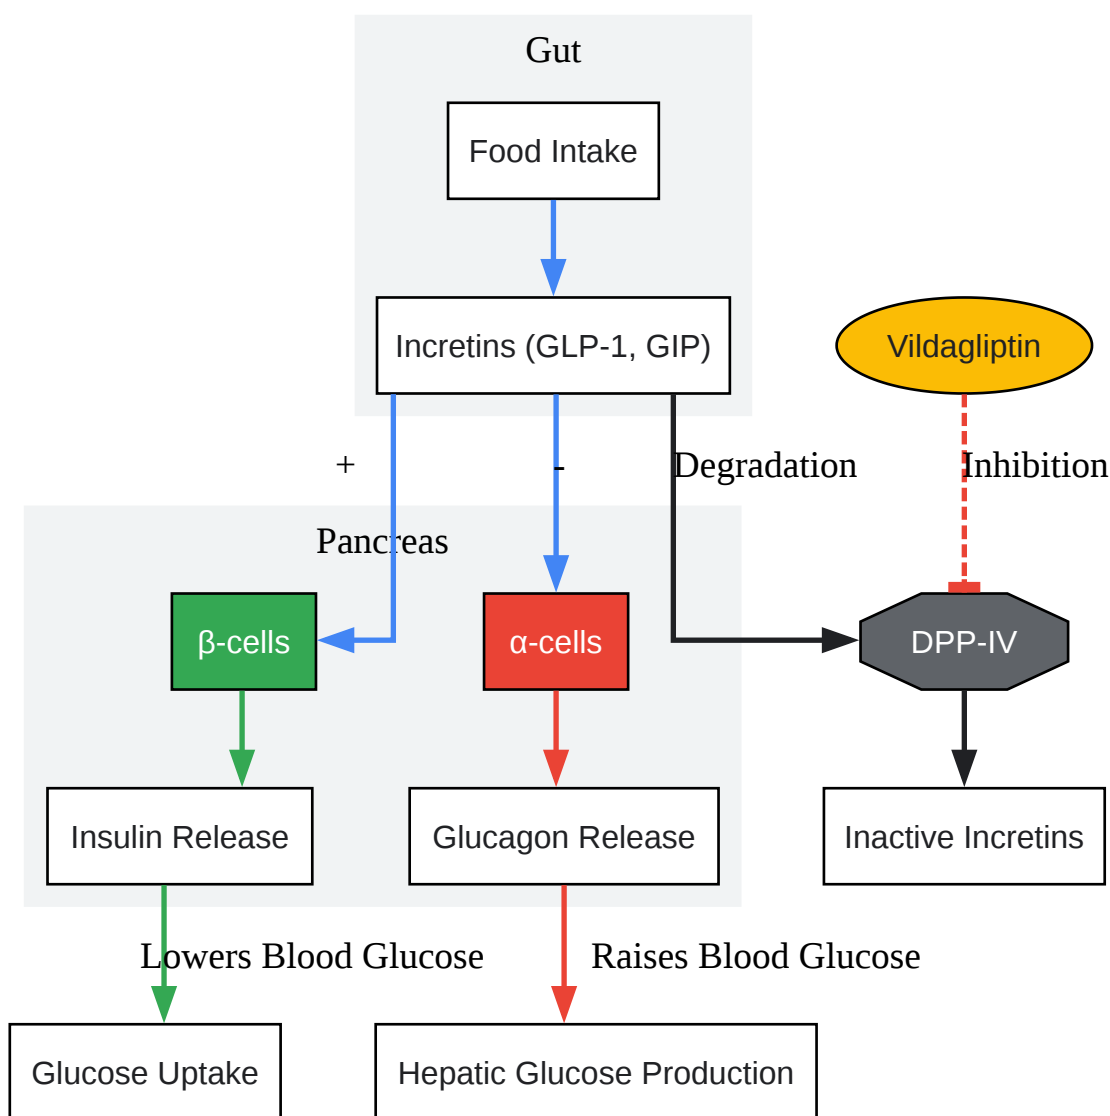 Gut
Food Intake
Incretins (GLP-1, GIP)
Vildagliptin
+
-
Degradation
Inhibition
Pancreas
β-cells
α-cells
DPP-IV
Insulin Release
Glucagon Release
Inactive Incretins
Lowers Blood Glucose
Raises Blood Glucose
Glucose Uptake
Hepatic Glucose Production